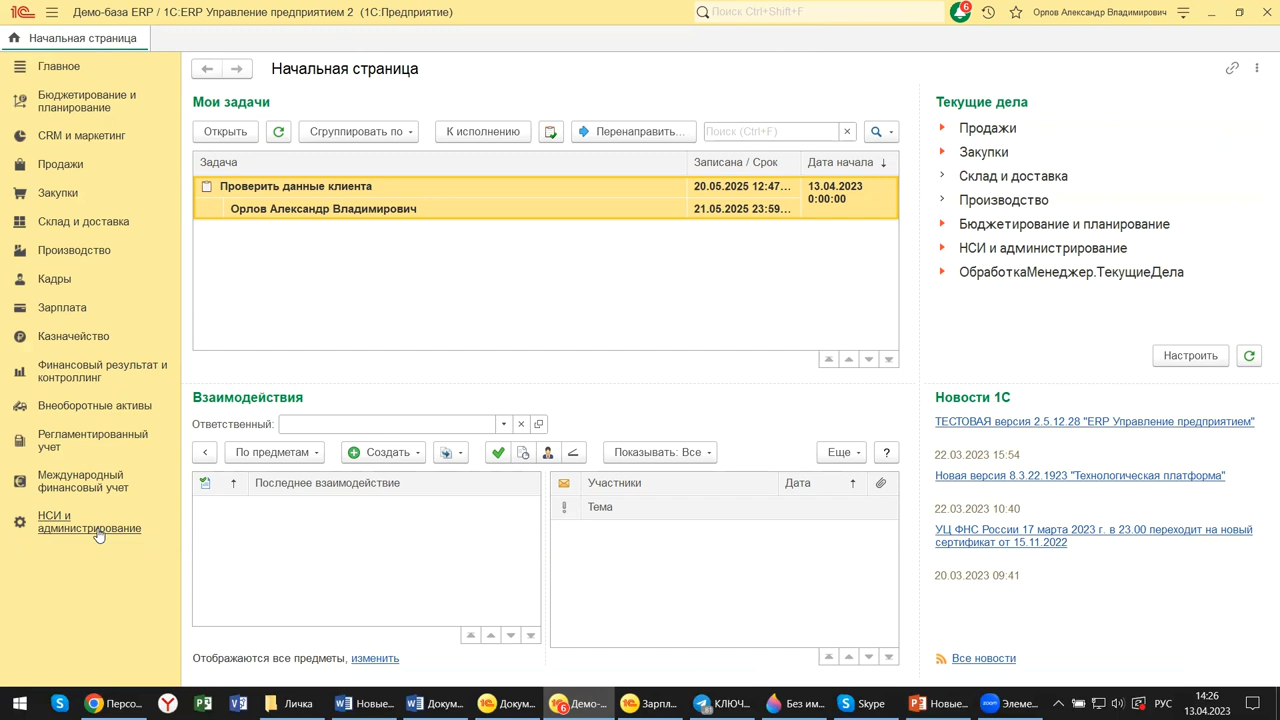 Демо-база ERP / 1С:ERP Управление предприятием 2 (1С:Предприятие)
Поиск Ctrl+Shift+F
6
Орлов Александр Владимирович
Начальная страница
Главное
Бюджетирование и
планирование
CRM и маркетинг
Продажи
Закупки
Склад и доставка
Производство
Кадры
Зарплата
Казначейство
Финансовый результат и
контроллинг
Внеоборотные активы
Регламентированный
учет
Международный
финансовый учет
НСИ и
администрирование
Начальная страница
Мои задачи
Открыть
Сгруппировать по
К исполнению
Перенаправить...
Поиск (Ctrl+F)
Задача
Записана / Срок
Дата начала ↓
Проверить данные клиента
20.05.2025 12:47...
13.04.2023
0:00:00
Орлов Александр Владимирович
21.05.2025 23:59...
Взаимодействия
Ответственный:
По предметам
Создать
Показывать: Все
Еще
?
Последнее взаимодействие
Участники
Дата
Тема
Отображаются все предметы, изменить
Текущие дела
Продажи
Закупки
Склад и доставка
Производство
Бюджетирование и планирование
НСИ и администрирование
ОбработкаМенеджер.ТекущиеДела
Настроить
Новости 1С
ТЕСТОВАЯ версия 2.5.12.28 "ERP Управление предприятием"
22.03.2023 15:54
Новая версия 8.3.22.1923 "Технологическая платформа"
22.03.2023 10:40
УЦ ФНС России 17 марта 2023 г. в 23.00 переходит на новый
сертификат от 15.11.2022
20.03.2023 09:41
Все новости
Персо...
Личка
Новые...
Докум...
Докум...
6
Демо-...
Зарпл...
КЛЮЧ...
Без им...
Skype
Новые...
Элеме...
РУС
14:26
13.04.2023